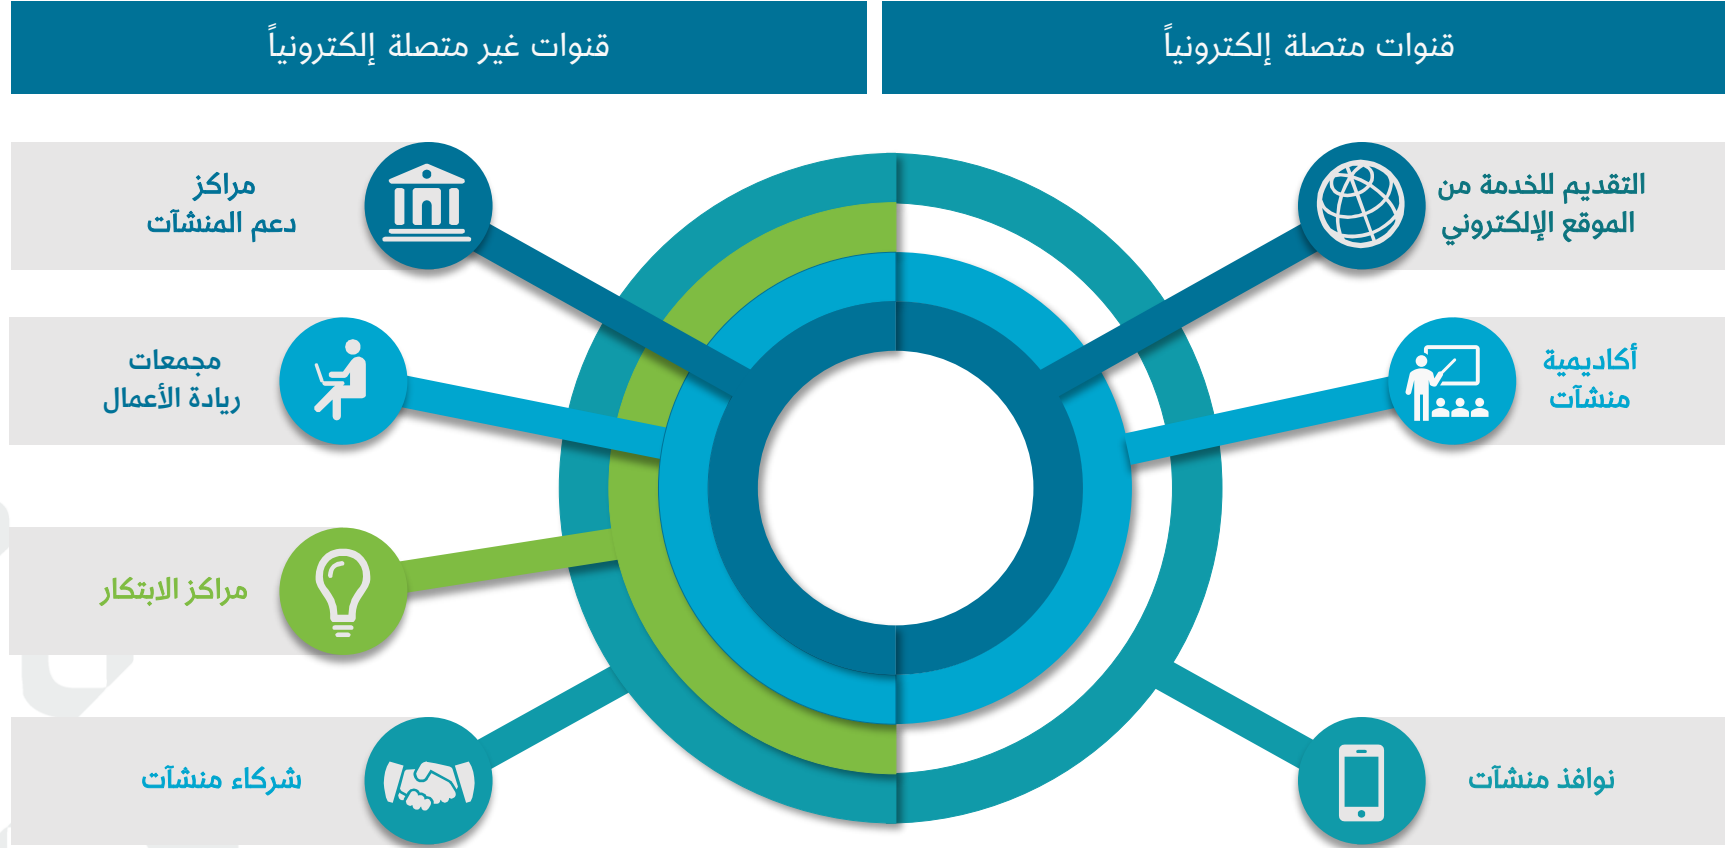 قنوات متصلة إلكترونياً
التقديم للخدمة من
الموقع الإلكتروني
أكاديمية
منشآت
نوافذ منشآت
قنوات غير متصلة إلكترونياً
مراكز
دعم المنشآت
مجمعات
ريادة الأعمال
مراكز الابتكار
شركاء منشآت